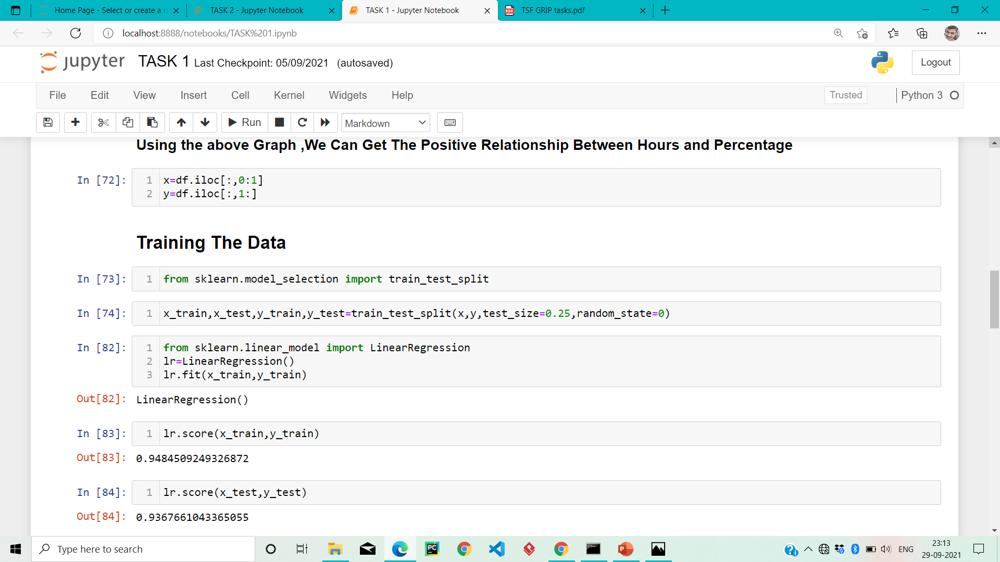 Home Page - Select or create a n
TASK 2 - Jupyter Notebook
TASK 1 - Jupyter Notebook
TSF GRIP tasks.pdf
localhost:8888/notebooks/TASK%201.ipynb
jupyter TASK 1 Last Checkpoint: 05/09/2021 (autosaved)
Logout
File Edit View Insert Cell Kernel Widgets Help
Trusted
Python 3
Run
Markdown
Using the above Graph ,We Can Get The Positive Relationship Between Hours and Percentage
In [72]:
1 x=df.iloc[:,0:1]
2 y=df.iloc[:,1:]
Training The Data
In [73]:
1 from sklearn.model_selection import train_test_split
In [74]:
1 x_train,x_test,y_train,y_test=train_test_split(x,y,test_size=0.25,random_state=0)
In [82]:
1 from sklearn.linear_model import LinearRegression
2 lr=LinearRegression()
3 lr.fit(x_train,y_train)
Out[82]: LinearRegression()
In [83]:
1 lr.score(x_train,y_train)
Out[83]: 0.9484509249326872
In [84]:
1 lr.score(x_test,y_test)
Out[84]: 0.9367661043365055
Type here to search
PC
P
ENG
23:13
29-09-2021